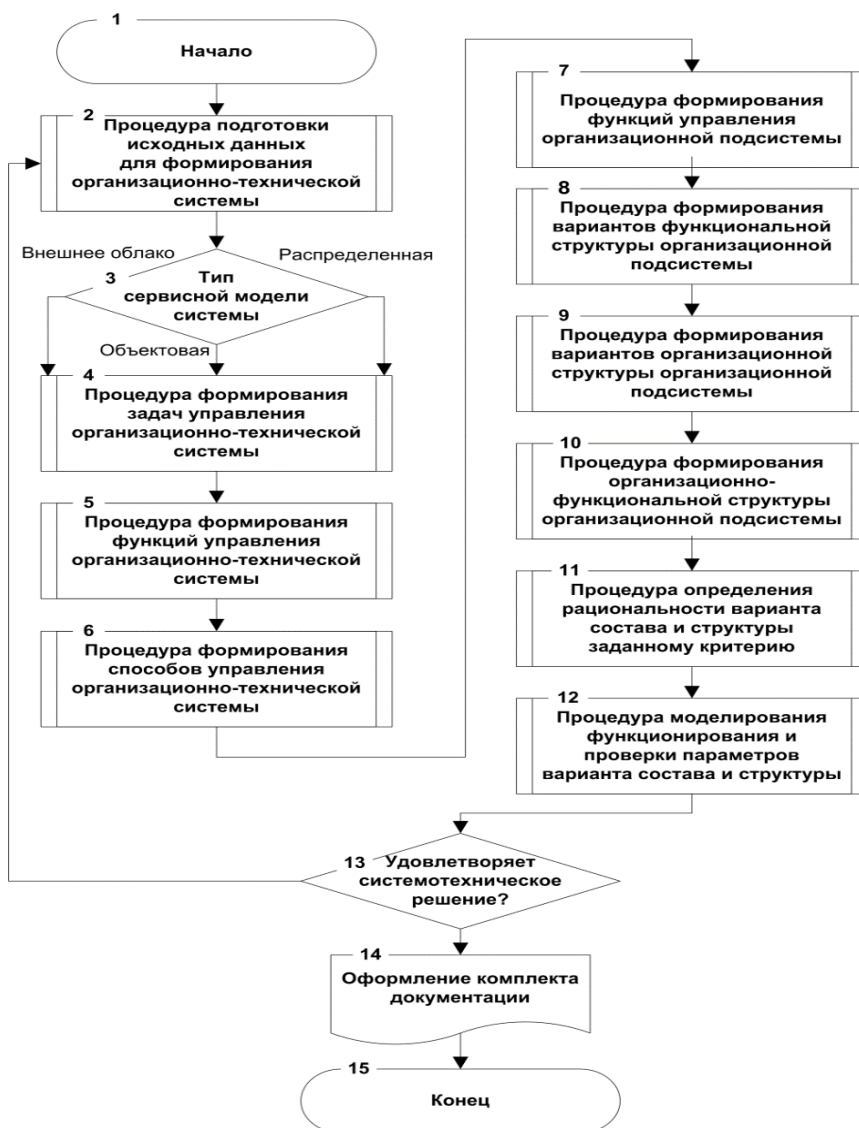 1
Начало
2
Процедура подготовки
исходных данных
для формирования
организационно-технической
системы
Внешнее облако
Распределенная
3
Тип
сервисной модели
системы
Объектовая
4
Процедура формирования
задач управления
организационно-технической
системы
5
Процедура формирования
функций управления
организационно-технической
системы
6
Процедура формирования
способов управления
организационно-технической
системы
7
Процедура формирования
функций управления
организационной подсистемы
8
Процедура формирования
вариантов функциональной
структуры организационной
подсистемы
9
Процедура формирования
вариантов организационной
структуры организационной
подсистемы
10
Процедура формирования
организационно-
функциональной структуры
организационной подсистемы
11
Процедура определения
рациональности варианта
состава и структуры
заданному критерию
12
Процедура моделирования
функционирования и
проверки параметров
варианта состава и структуры
13
Удовлетворяет
системотехническое
решение?
14
Оформление комплекта
документации
15
Конец